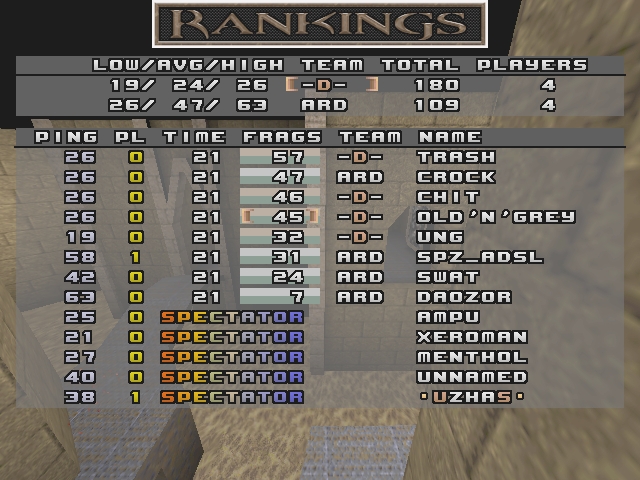 RANKINGS
LOW/AVG/HIGH TEAM TOTAL PLAYERS
19/ 24/ 26 -D- 180 4
26/ 47/ 63 ARD 109 4
PING PL TIME FRAGS TEAM NAME
26 0 21 57 -D- TRASH
26 0 21 47 ARD CROCK
26 0 21 46 -D- CHIT
26 0 21 45 -D- OLD'N'GREY
19 0 21 32 -D- UNG
58 1 21 31 ARD SPZ_ADSL
42 0 21 24 ARD SWAT
63 0 21 7 ARD DAOZOR
25 0 SPECTATOR AMPU
21 0 SPECTATOR XEROMAN
27 0 SPECTATOR MENTHOL
40 0 SPECTATOR UNNAMED
38 1 SPECTATOR •UZHAS•